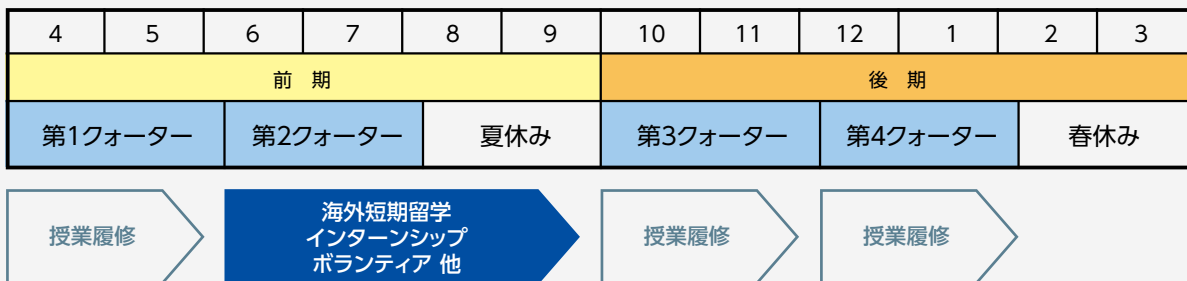 4 5 6 7 8 9 10 11 12 1 2 3
前 期 後 期
第1クォーター 第2クォーター 夏休み 第3クォーター 第4クォーター 春休み
授業履修
海外短期留学
インターンシップ
ボランティア 他
授業履修
授業履修